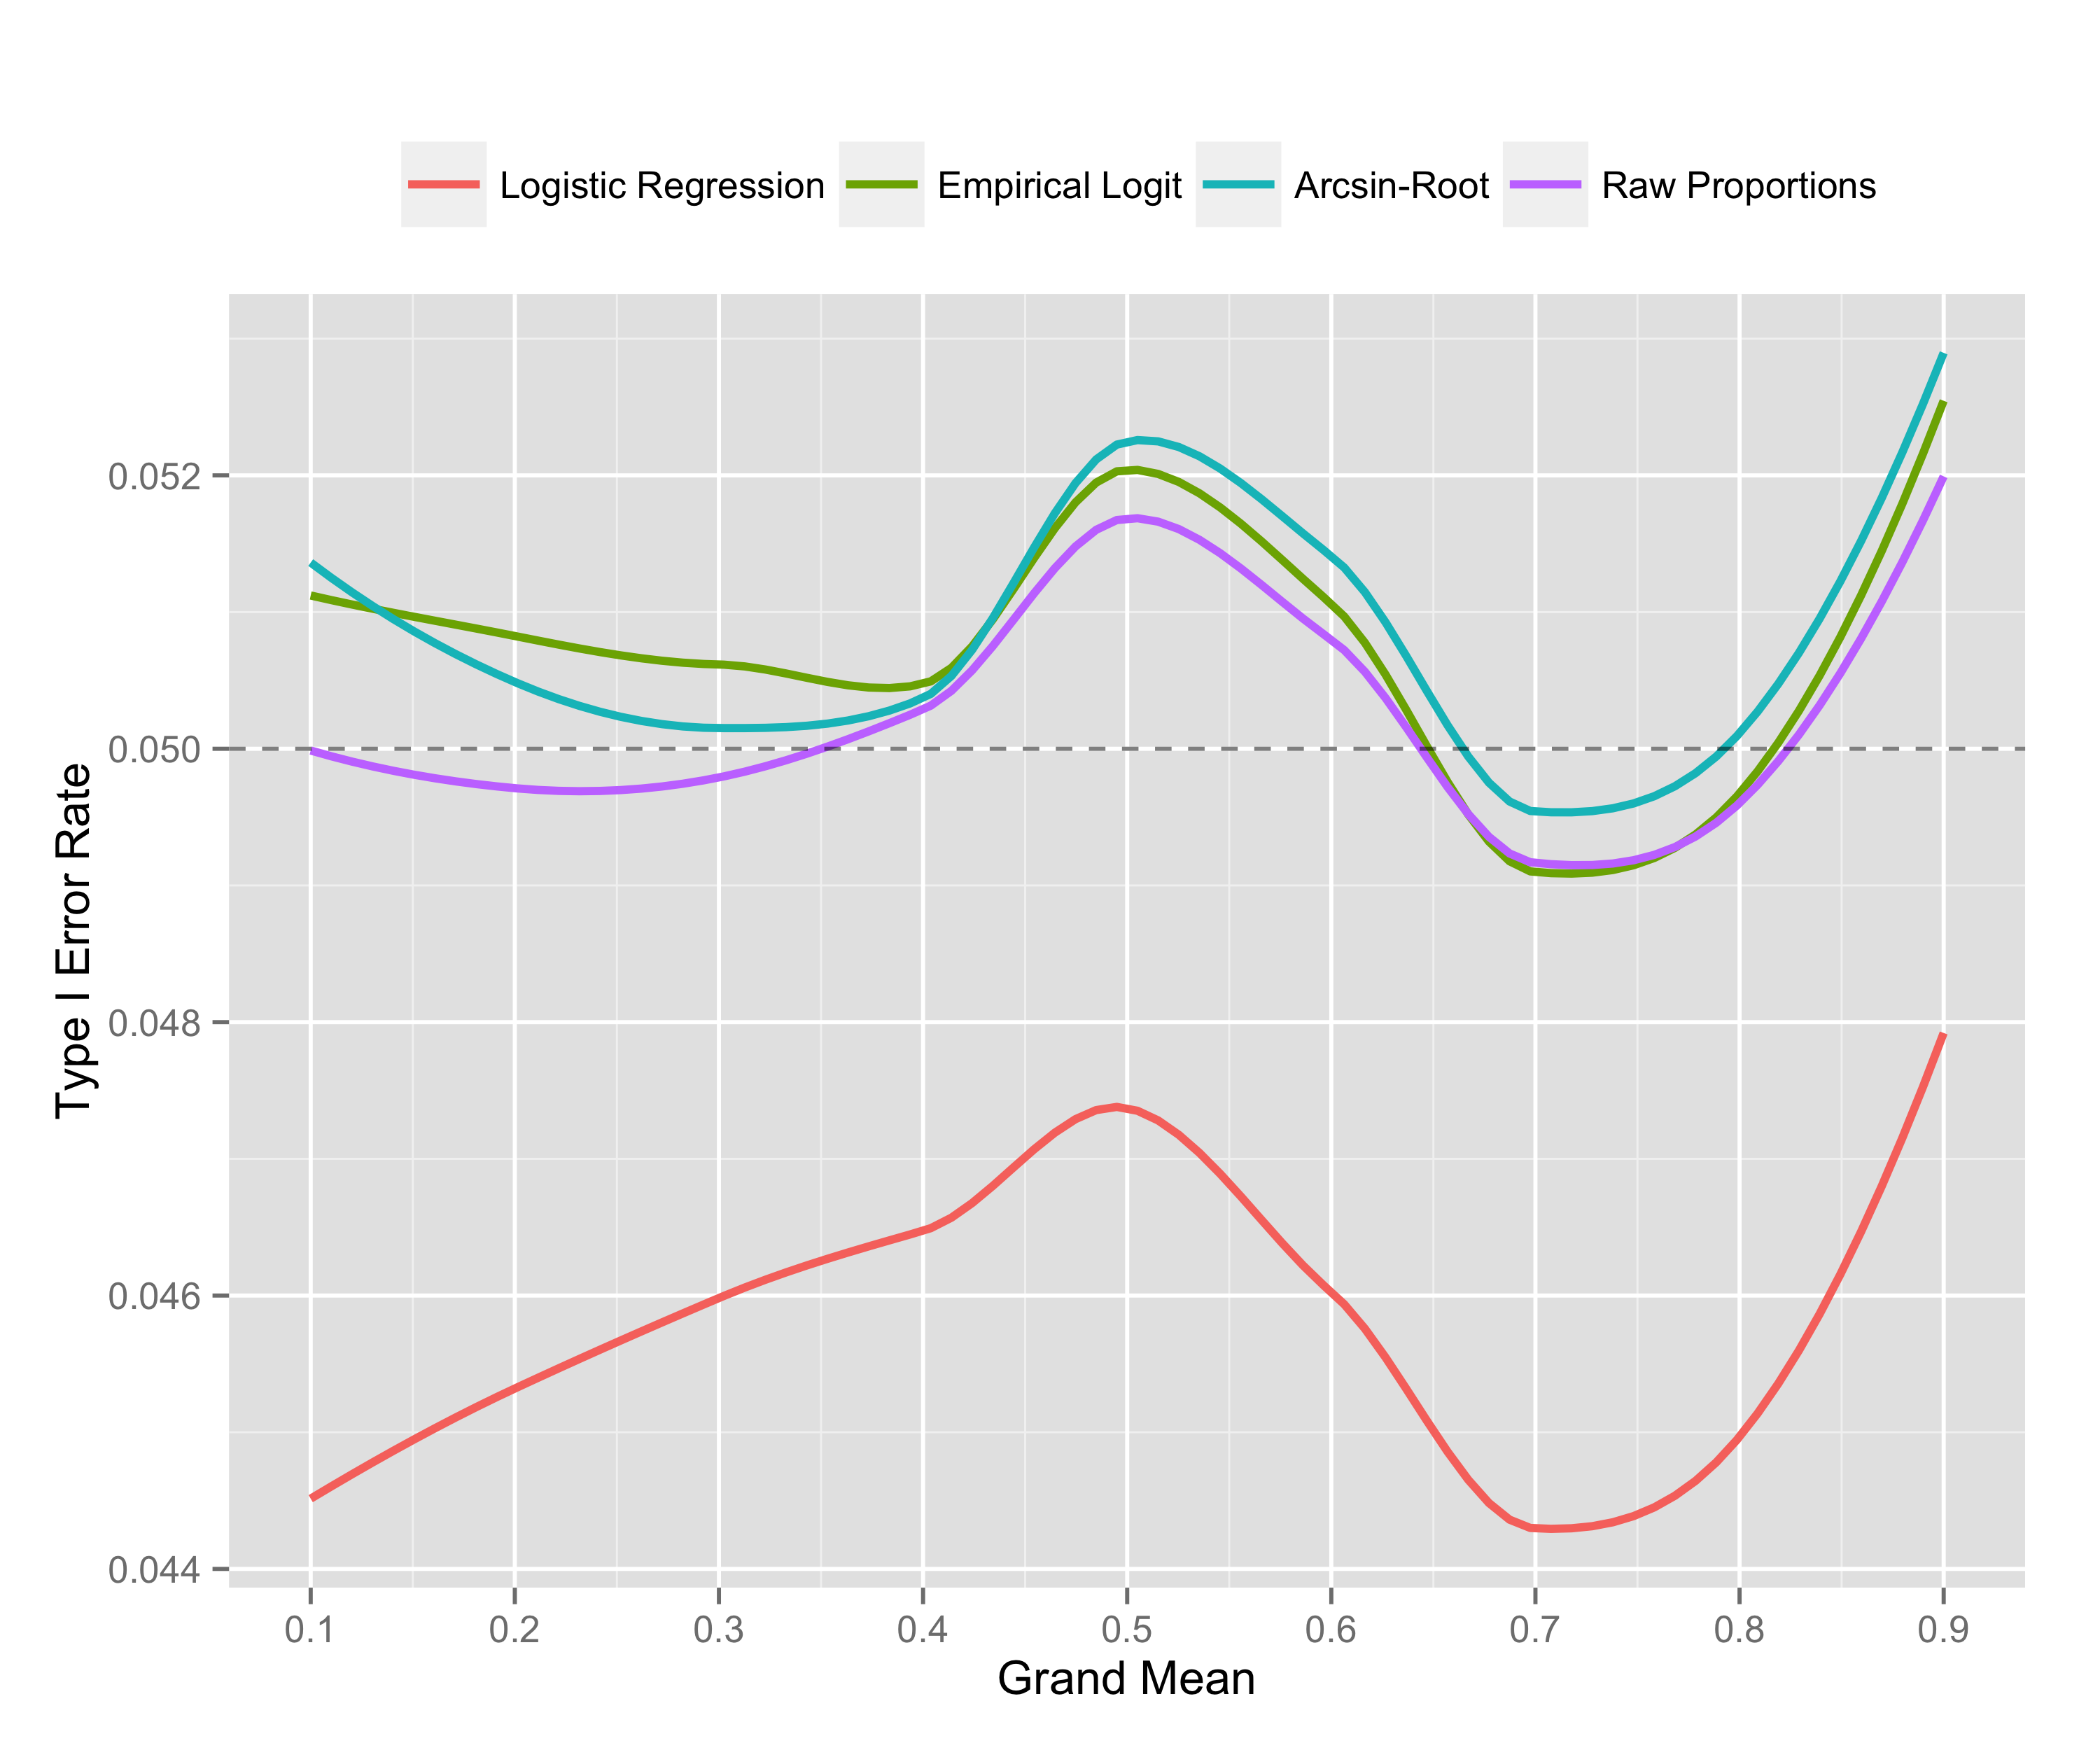 Logistic Regression Empirical Logit Arcsin-Root Raw Proportions
0.052
0.050
0.048
0.046
0.044
Type I Error Rate
0.1 0.2 0.3 0.4 0.5 0.6 0.7 0.8 0.9
Grand Mean